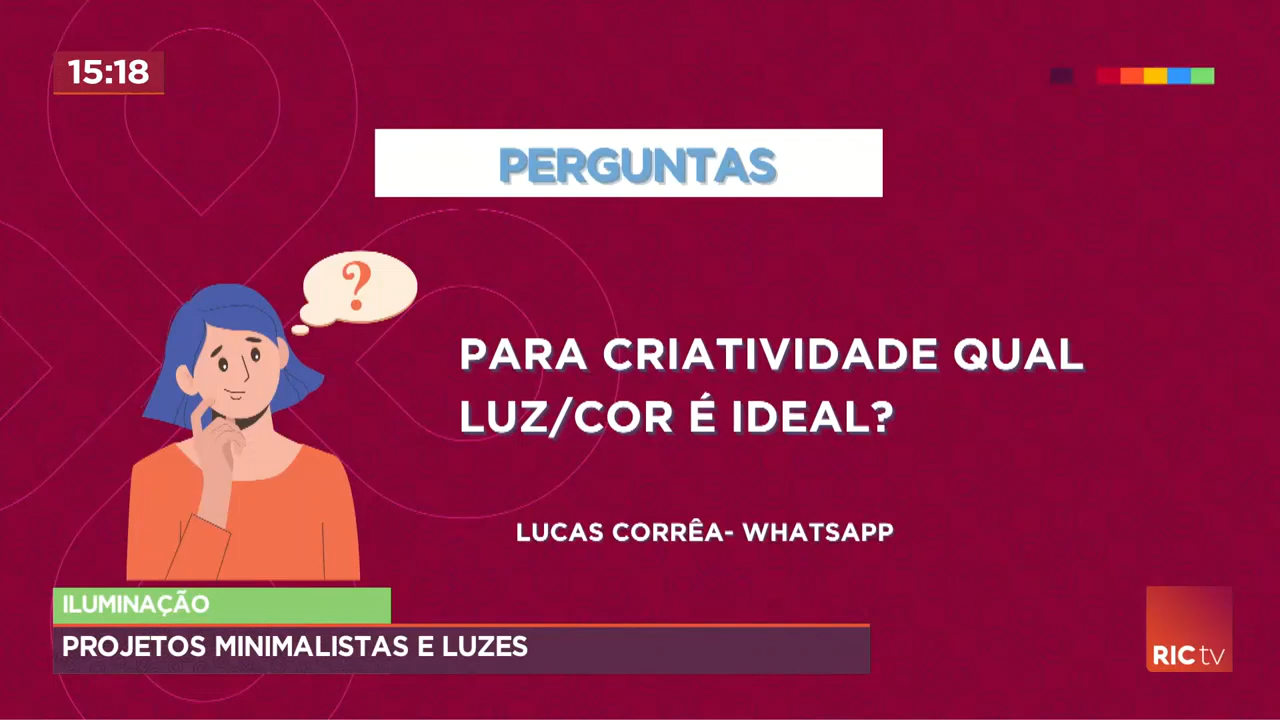 15:18
PERGUNTAS
?
PARA CRIATIVIDADE QUAL
LUZ/COR É IDEAL?
LUCAS CORRÊA- WHATSAPP
ILUMINAÇÃO
PROJETOS MINIMALISTAS E LUZES
RIC tv